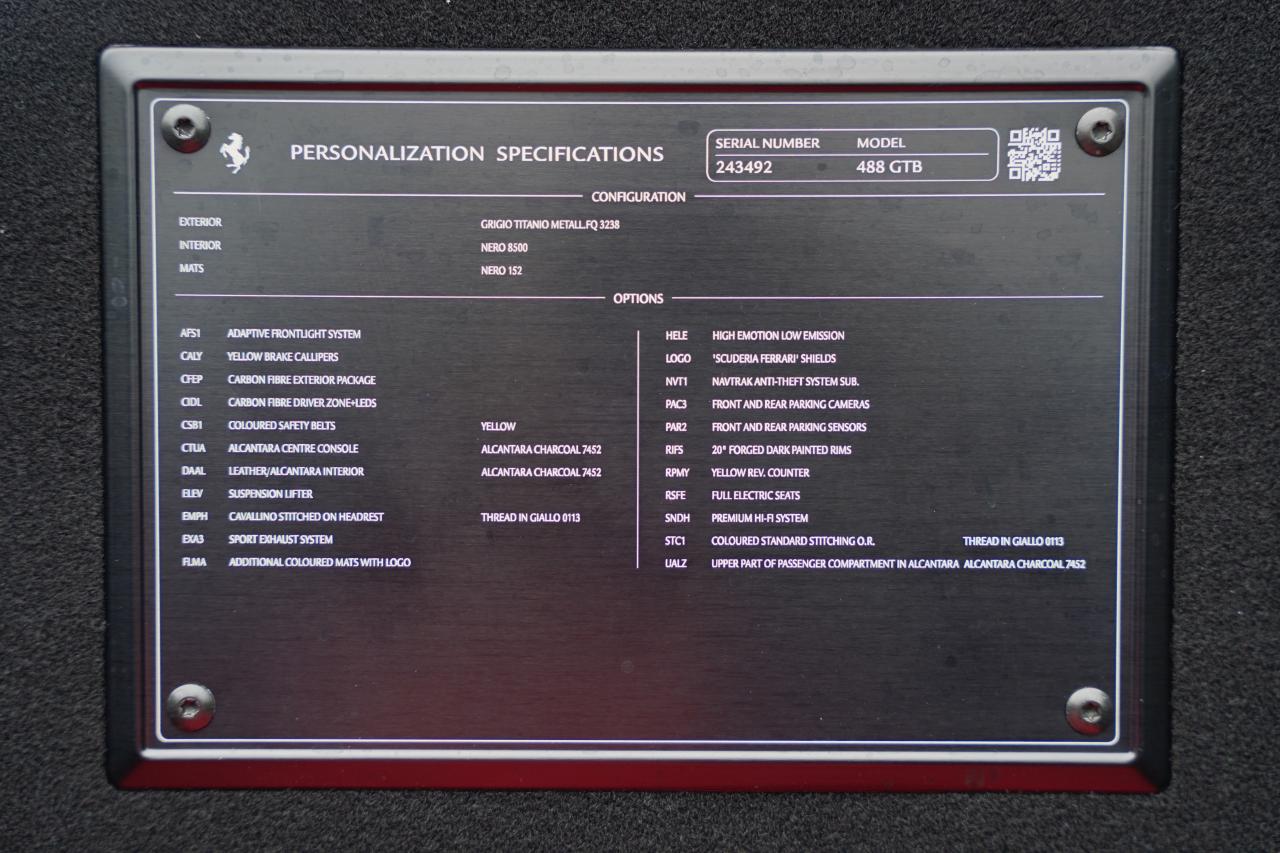 PERSONALIZATION SPECIFICATIONS
SERIAL NUMBER MODEL
243492 488 GTB
CONFIGURATION
EXTERIOR GRIGIO TITANIO METALL.FQ 3238
INTERIOR NERO 8500
MATS NERO 152
OPTIONS
AFS1 ADAPTIVE FRONTLIGHT SYSTEM
CALY YELLOW BRAKE CALLIPERS
CFEP CARBON FIBRE EXTERIOR PACKAGE
CIDL CARBON FIBRE DRIVER ZONE+LEDS
CSB1 COLOURED SAFETY BELTS YELLOW
CTUA ALCANTARA CENTRE CONSOLE ALCANTARA CHARCOAL 7452
DAAL LEATHER/ALCANTARA INTERIOR ALCANTARA CHARCOAL 7452
ELEV SUSPENSION LIFTER
EMPH CAVALLINO STITCHED ON HEADREST THREAD IN GIALLO 0113
EXA3 SPORT EXHAUST SYSTEM
FLMA ADDITIONAL COLOURED MATS WITH LOGO
HELE HIGH EMOTION LOW EMISSION
LOGO 'SCUDERIA FERRARI' SHIELDS
NVT1 NAVTRAK ANTI-THEFT SYSTEM SUB.
PAC3 FRONT AND REAR PARKING CAMERAS
PAR2 FRONT AND REAR PARKING SENSORS
RIFS 20" FORGED DARK PAINTED RIMS
RPMY YELLOW REV. COUNTER
RSFE FULL ELECTRIC SEATS
SNDH PREMIUM HI-FI SYSTEM
STC1 COLOURED STANDARD STITCHING O.R. THREAD IN GIALLO 0113
UALZ UPPER PART OF PASSENGER COMPARTMENT IN ALCANTARA ALCANTARA CHARCOAL 7452